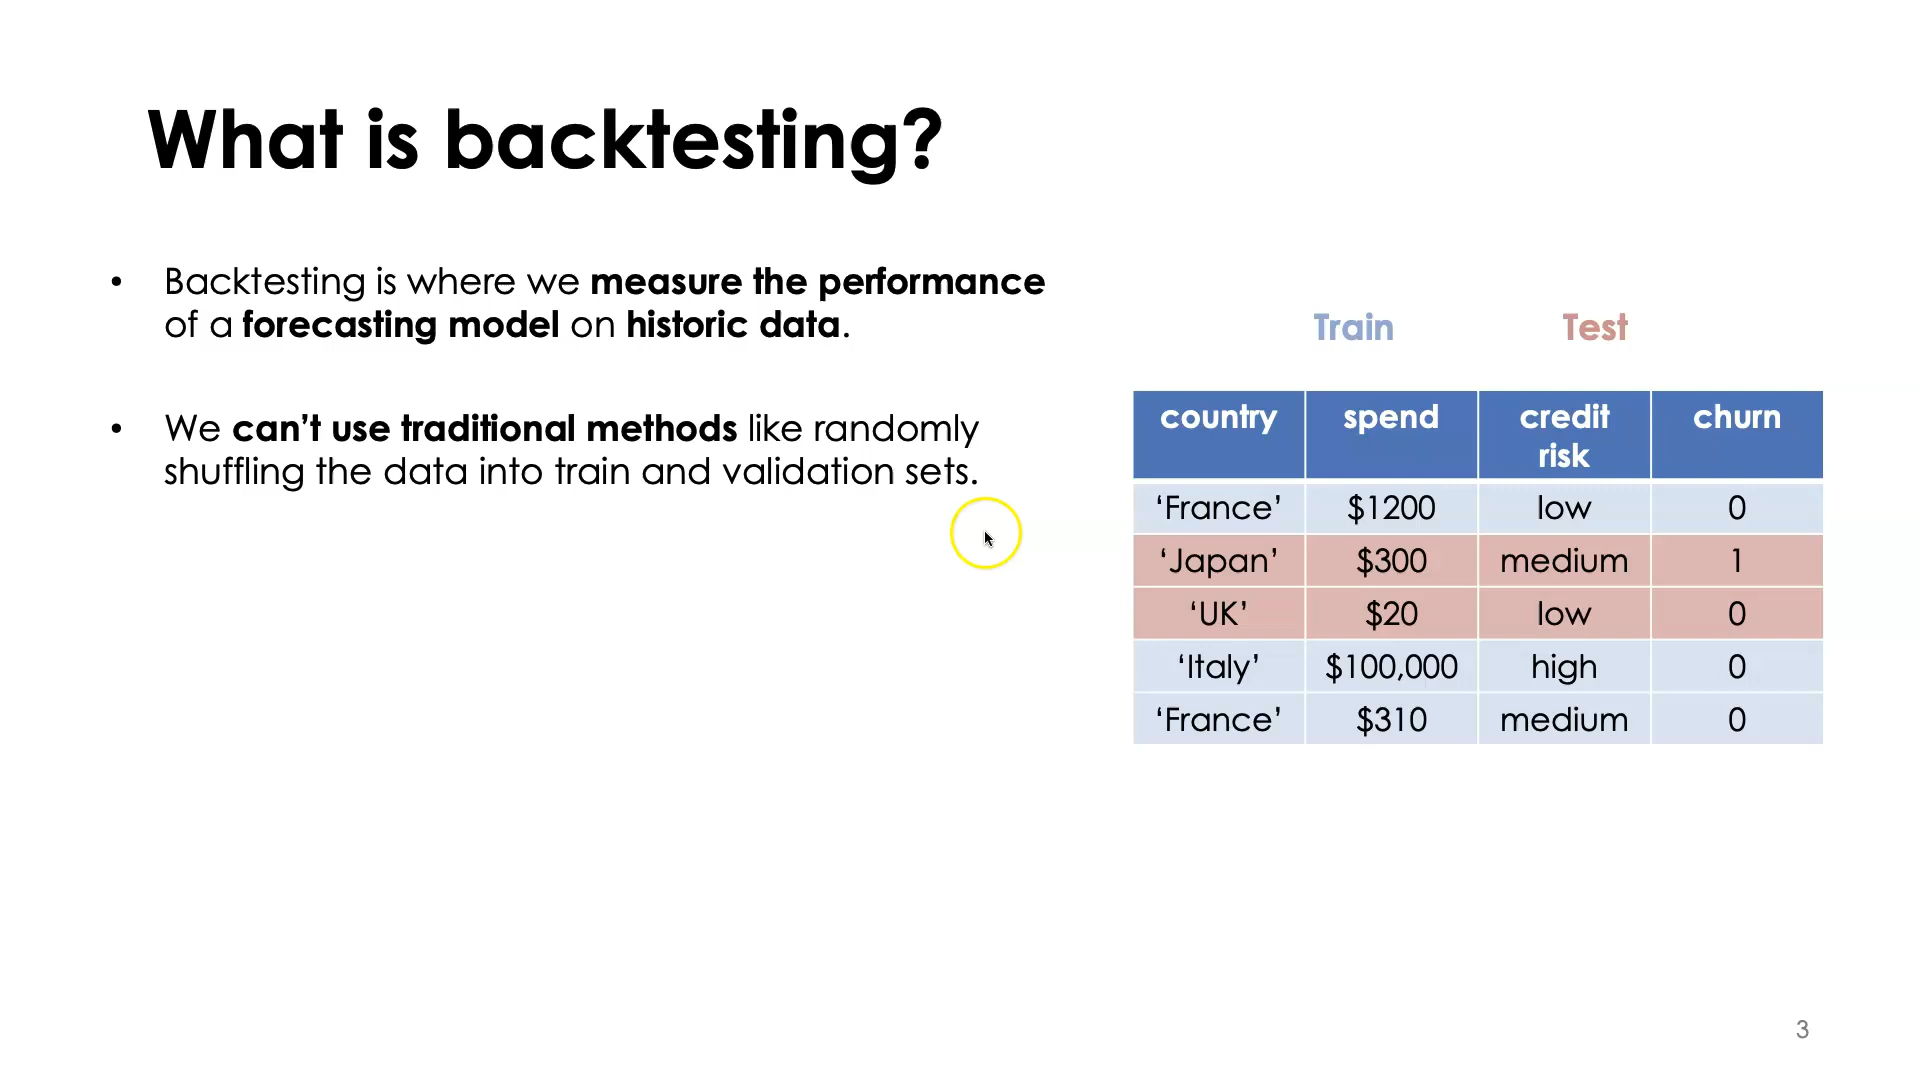 What is backtesting?
• Backtesting is where we measure the performance
of a forecasting model on historic data.
• We can’t use traditional methods like randomly
shuffling the data into train and validation sets.
Train Test
country spend credit risk churn
‘France’ $1200 low 0
‘Japan’ $300 medium 1
‘UK’ $20 low 0
‘Italy’ $100,000 high 0
‘France’ $310 medium 0
3